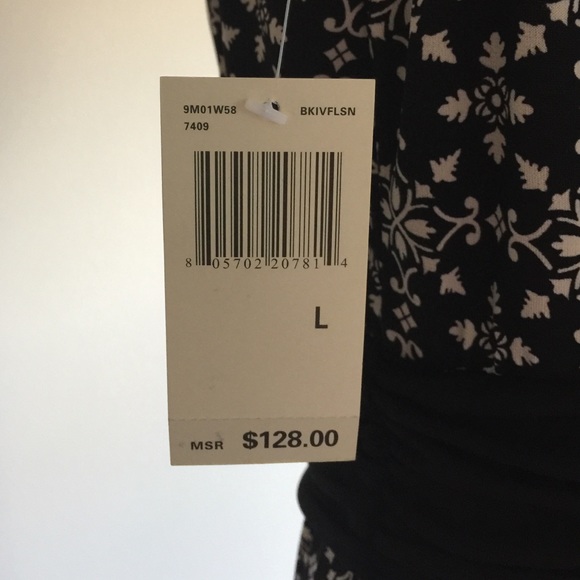 9M01W58 BKIVFLSN
7409
8 05702 20781 4
L
MSR $128.00